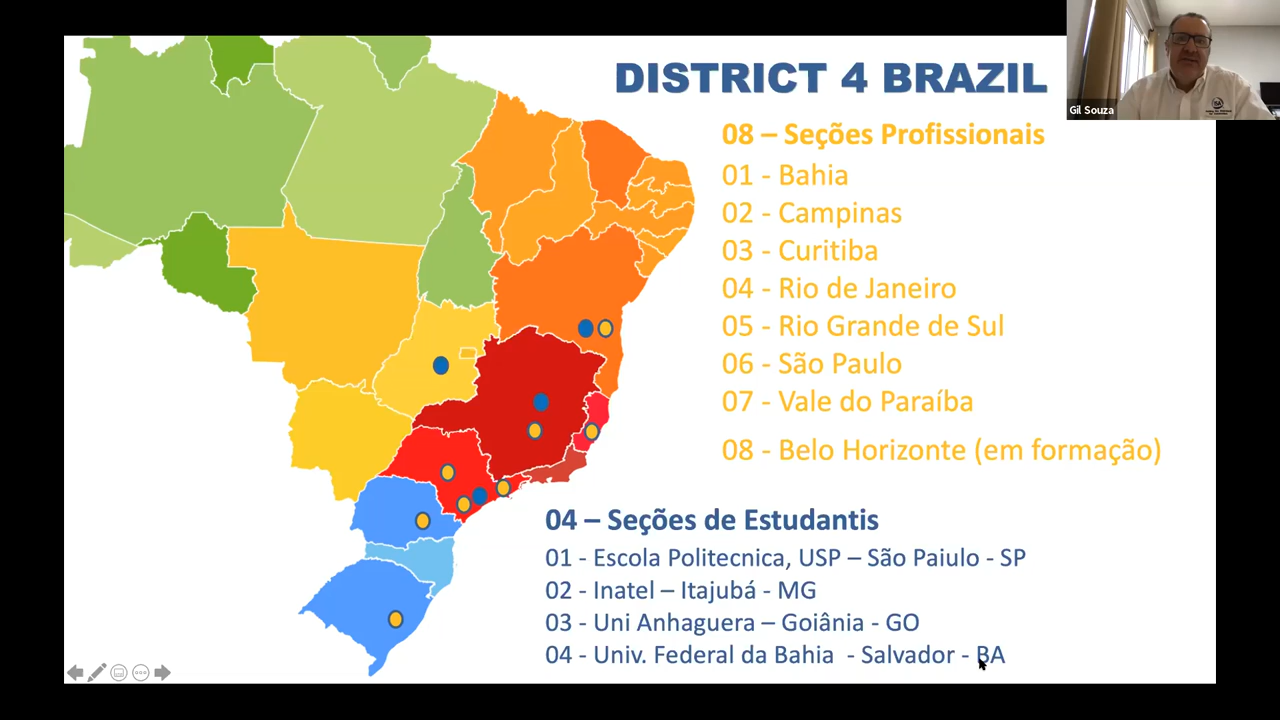 DISTRICT 4 BRAZIL
08 – Seções Profissionais
01 - Bahia
02 - Campinas
03 - Curitiba
04 - Rio de Janeiro
05 - Rio Grande de Sul
06 - São Paulo
07 - Vale do Paraíba
08 - Belo Horizonte (em formação)
04 – Seções de Estudantis
01 - Escola Politecnica, USP – São Paiulo - SP
02 - Inatel – Itajubá - MG
03 - Uni Anhaguera – Goiânia - GO
04 - Univ. Federal da Bahia - Salvador - BA
Gil Souza